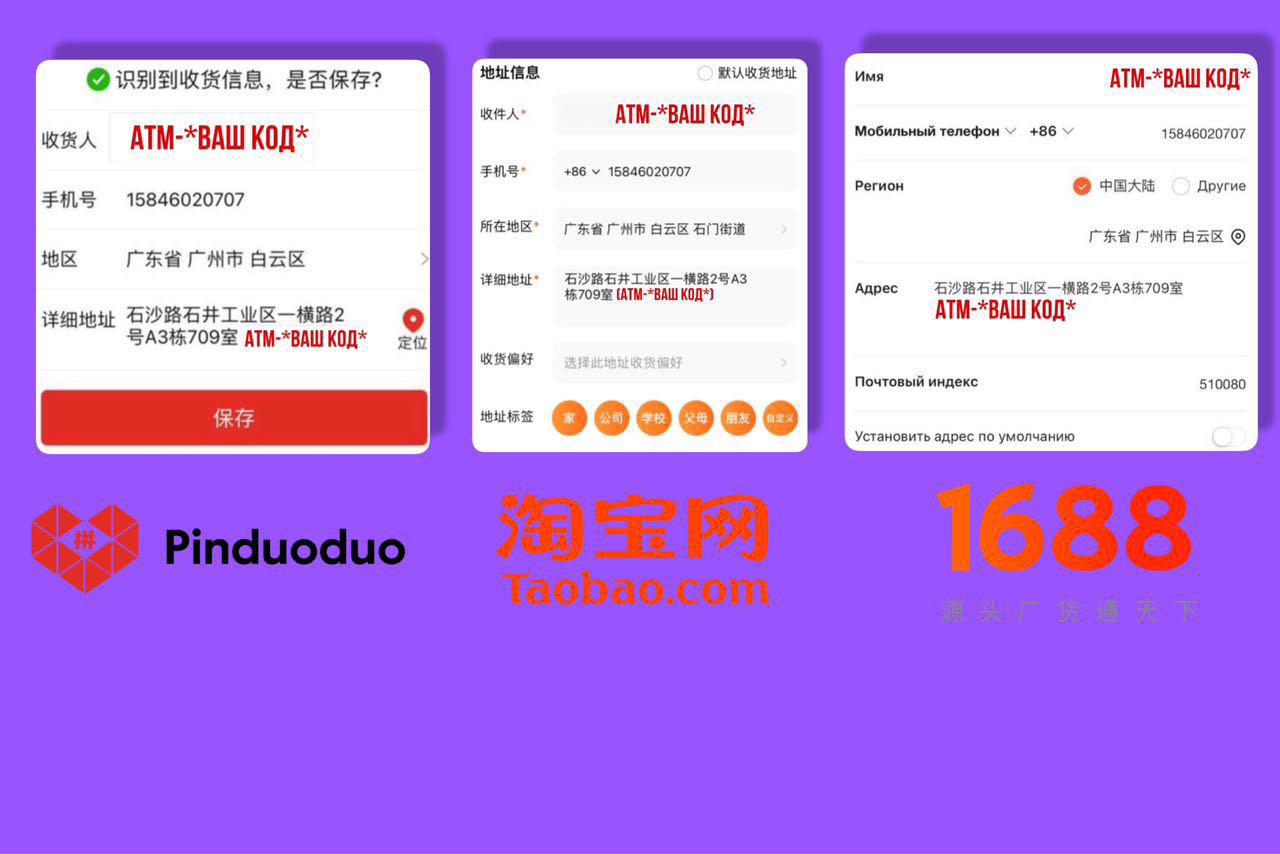 识别到收货信息，是否保存？
收货人 ATM-*ВАШ КОД*
手机号 15846020707
地区 广东省 广州市 白云区
详细地址 石沙路石井工业区一横路2
号A3栋709室 ATM-*ВАШ КОД*
定位
保存
拼
Pinduoduo
地址信息 默认收货地址
收件人* ATM-*ВАШ КОД*
手机号* +86 15846020707
所在地区* 广东省 广州市 白云区 石门街道
详细地址* 石沙路石井工业区一横路2号A3
栋709室 (ATM-*ВАШ КОД*)
收货偏好 选择此地址收货偏好
地址标签 家 公司 学校 父母 朋友 自定义
淘宝网
Taobao.com
Имя ATM-*ВАШ КОД*
Мобильный телефон +86 15846020707
Регион 中国大陆 Другие
广东省 广州市 白云区
Адрес 石沙路石井工业区一横路2号A3栋709室
ATM-*ВАШ КОД*
Почтовый индекс 510080
Установить адрес по умолчанию
1688
源头厂货通天下